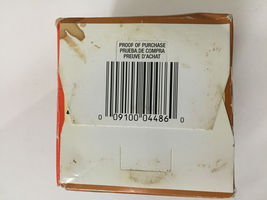 PROOF OF PURCHASE
PRUEBA DE COMPRA
PREUVE D'ACHAT
0 09100 04486 0